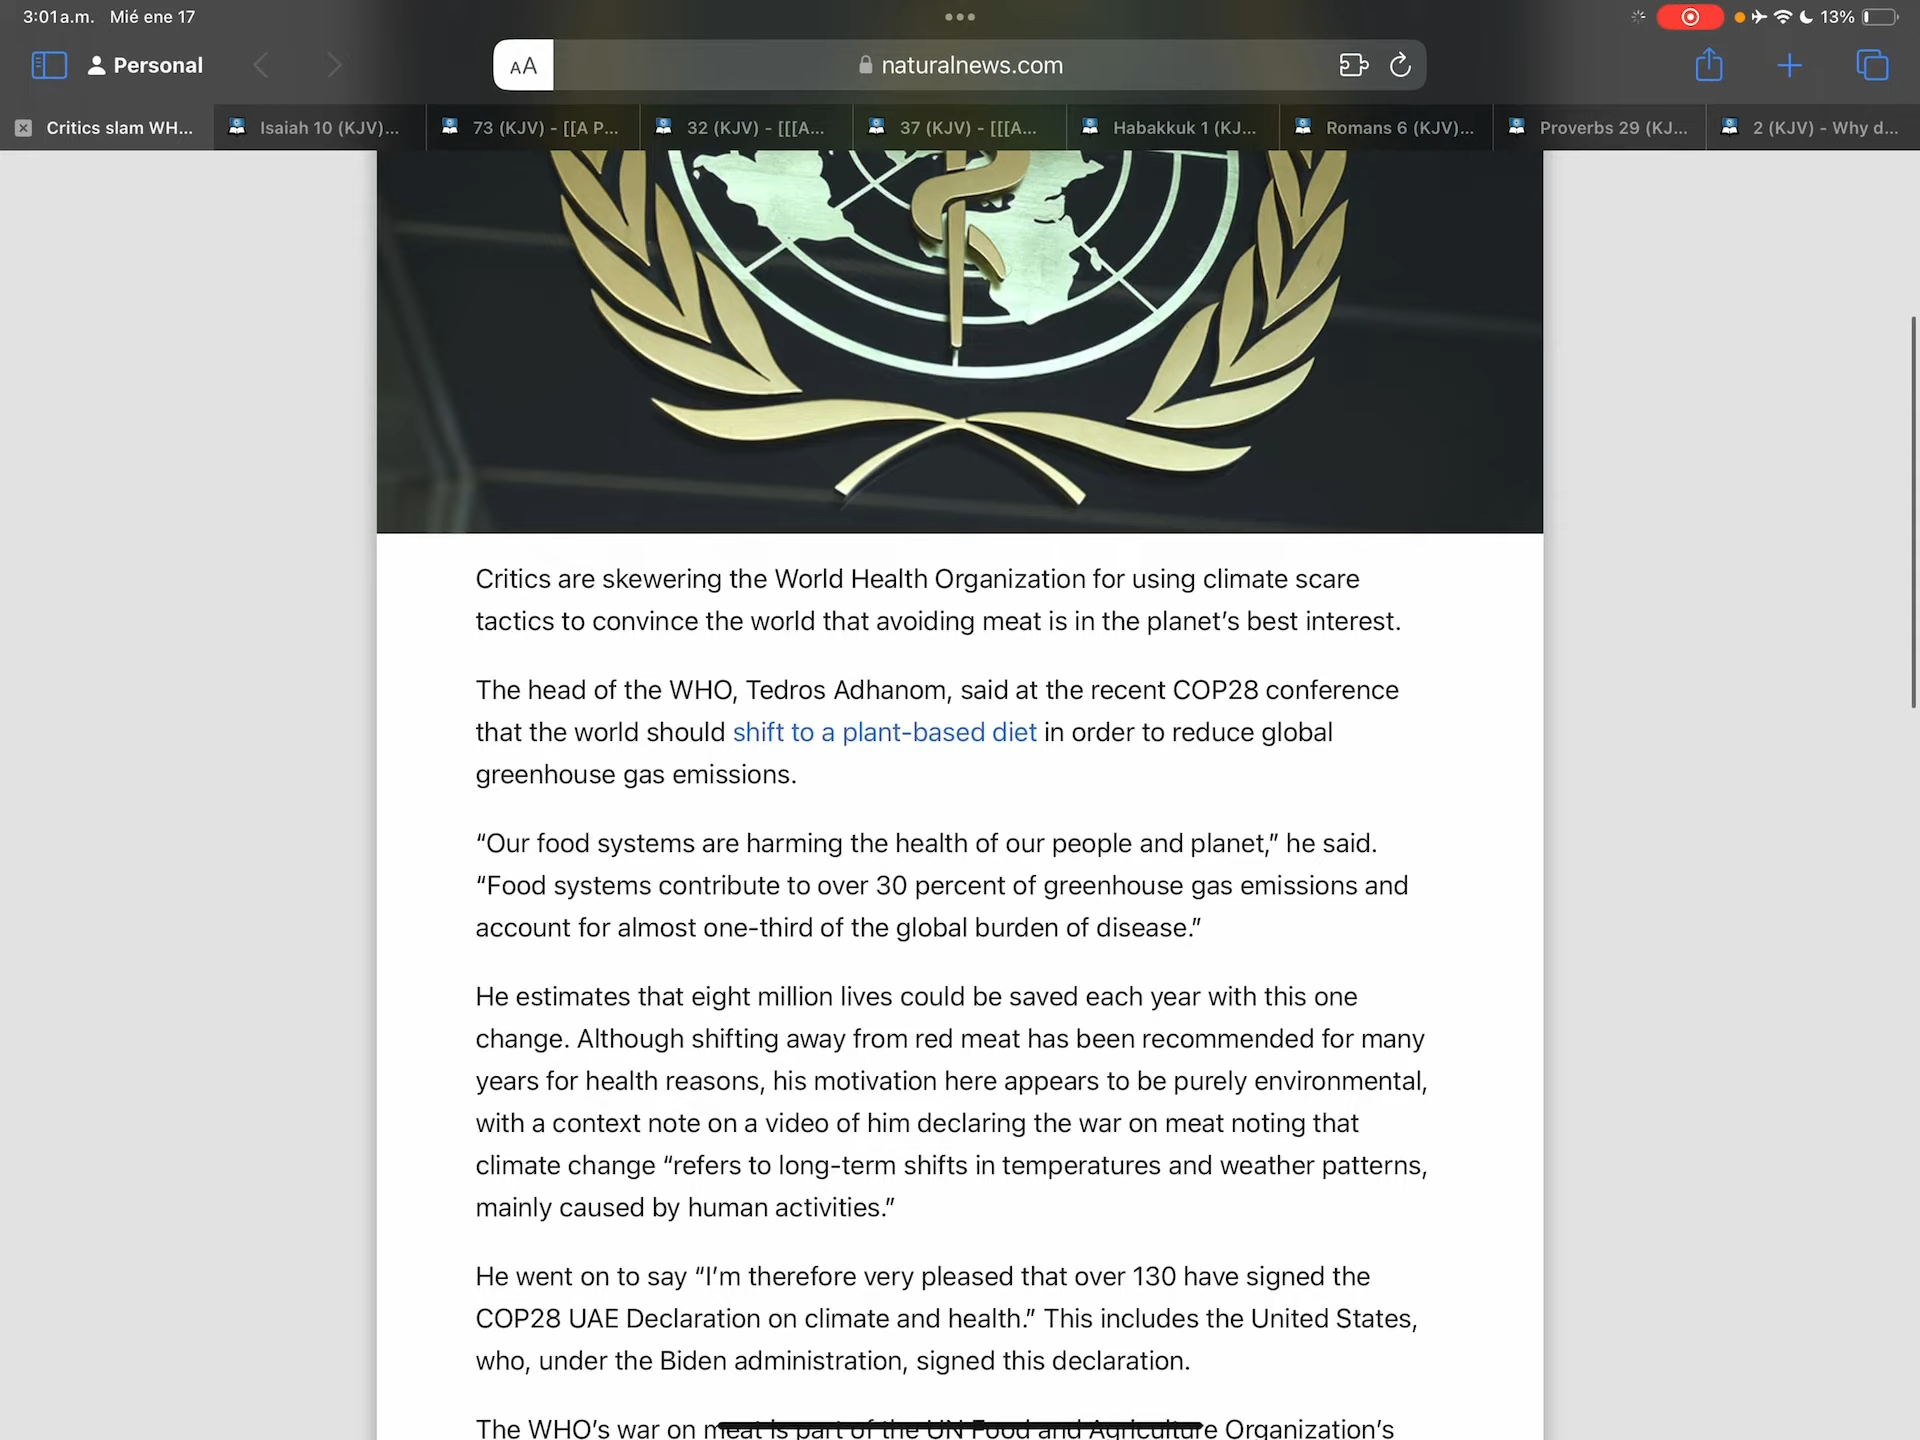 3:01a.m. Mié ene 17
13%
Personal
AA
naturalnews.com
Critics slam WH...
Isaiah 10 (KJV)...
73 (KJV) - [[A P...
32 (KJV) - [[[A...
37 (KJV) - [[[A...
Habakkuk 1 (KJ...
Romans 6 (KJV)...
Proverbs 29 (KJ...
2 (KJV) - Why d...
Critics are skewering the World Health Organization for using climate scare
tactics to convince the world that avoiding meat is in the planet’s best interest.
The head of the WHO, Tedros Adhanom, said at the recent COP28 conference
that the world should shift to a plant-based diet in order to reduce global
greenhouse gas emissions.
“Our food systems are harming the health of our people and planet,” he said.
“Food systems contribute to over 30 percent of greenhouse gas emissions and
account for almost one-third of the global burden of disease.”
He estimates that eight million lives could be saved each year with this one
change. Although shifting away from red meat has been recommended for many
years for health reasons, his motivation here appears to be purely environmental,
with a context note on a video of him declaring the war on meat noting that
climate change “refers to long-term shifts in temperatures and weather patterns,
mainly caused by human activities.”
He went on to say “I’m therefore very pleased that over 130 have signed the
COP28 UAE Declaration on climate and health.” This includes the United States,
who, under the Biden administration, signed this declaration.
The WHO’s war on meat is part of the UN Food and Agriculture Organization’s